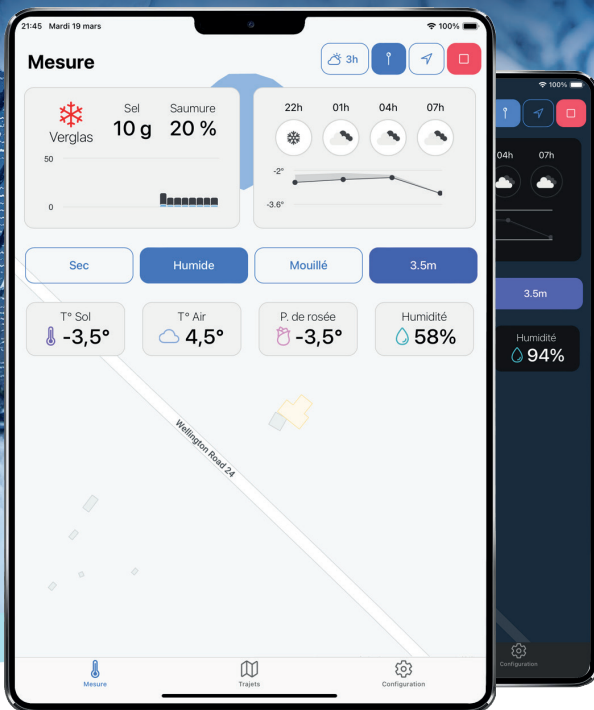 21:45 Mardi 19 mars
100%
Mesure
3h
Verglas
Sel
10 g
Saumure
20 %
50
0
22h 01h 04h 07h
-2°
-3.6°
Sec
Humide
Mouillé
3.5m
T° Sol
-3,5°
T° Air
4,5°
P. de rosée
-3,5°
Humidité
58%
Wellington Road 24
Mesure
Trajets
Configuration
100%
04h 07h
3.5m
Humidité
94%
Configuration